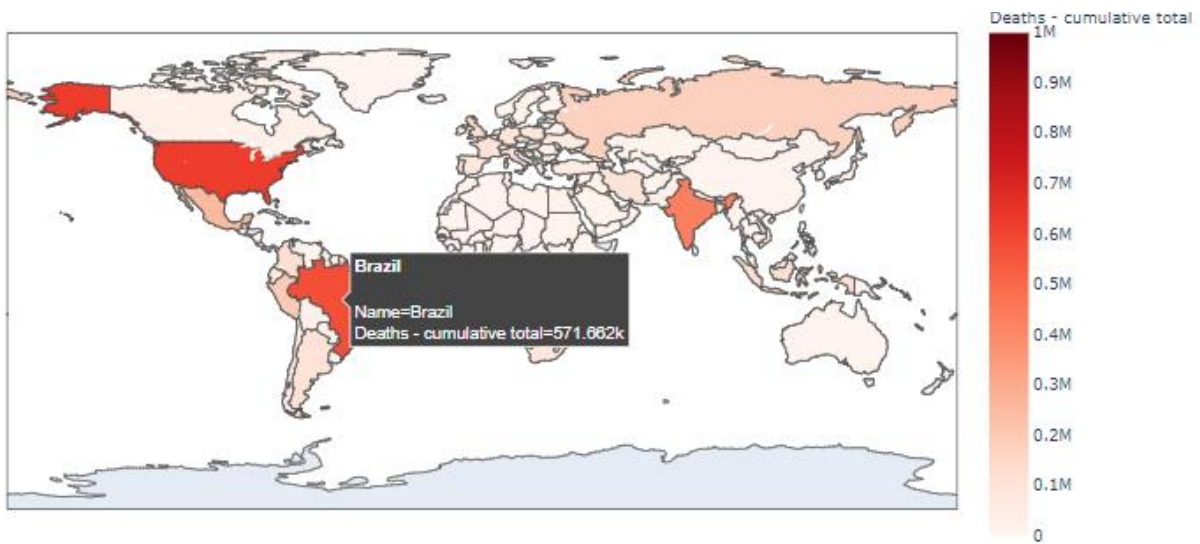 Deaths - cumulative total
1M
0.9M
0.8M
0.7M
0.6M
0.5M
0.4M
0.3M
0.2M
0.1M
0
Brazil
Name=Brazil
Deaths - cumulative total=571.662k